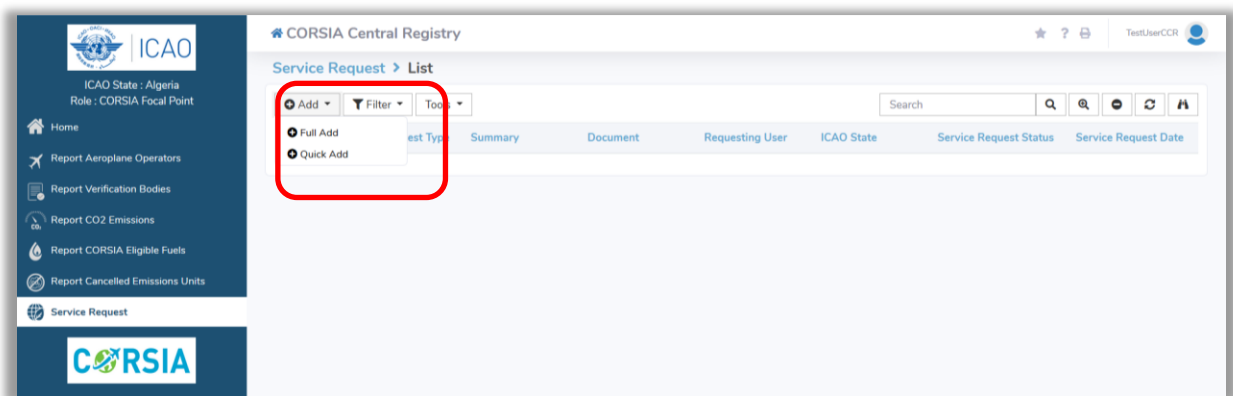 ICAO
ICAO State : Algeria
Role : CORSIA Focal Point
Home
Report Aeroplane Operators
Report Verification Bodies
Report CO2 Emissions
Report CORSIA Eligible Fuels
Report Cancelled Emissions Units
Service Request
CORSIA
CORSIA Central Registry
? TestUserCCR
Service Request > List
Add Filter Tools Search
Full Add
Quick Add
est Type Summary Document Requesting User ICAO State Service Request Status Service Request Date